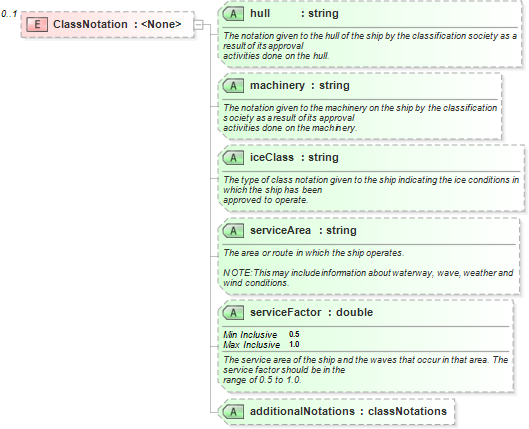 0..1
E ClassNotation : <None>
A hull : string
The notation given to the hull of the ship by the classification society as a
result of its approval
activities done on the hull.
A machinery : string
The notation given to the machinery on the ship by the classification
society as a result of its approval
activities done on the machinery.
A iceClass : string
The type of class notation given to the ship indicating the ice conditions in
which the ship has been
approved to operate.
A serviceArea : string
The area or route in which the ship operates.
NOTE: This may include information about waterway, wave, weather and
wind conditions.
A serviceFactor : double
Min Inclusive 0.5
Max Inclusive 1.0
The service area of the ship and the waves that occur in that area. The
service factor should be in the
range of 0.5 to 1.0.
A additionalNotations : classNotations